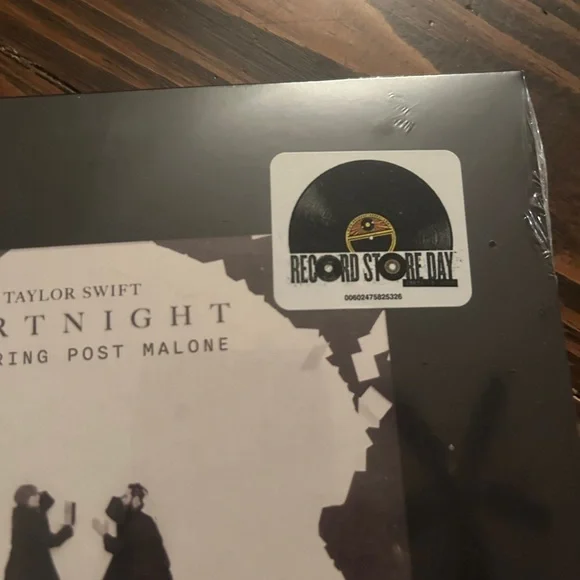 RECORD STORE DAY
00602475825326
TAYLOR SWIFT
RTNIGHT
RING POST MALONE